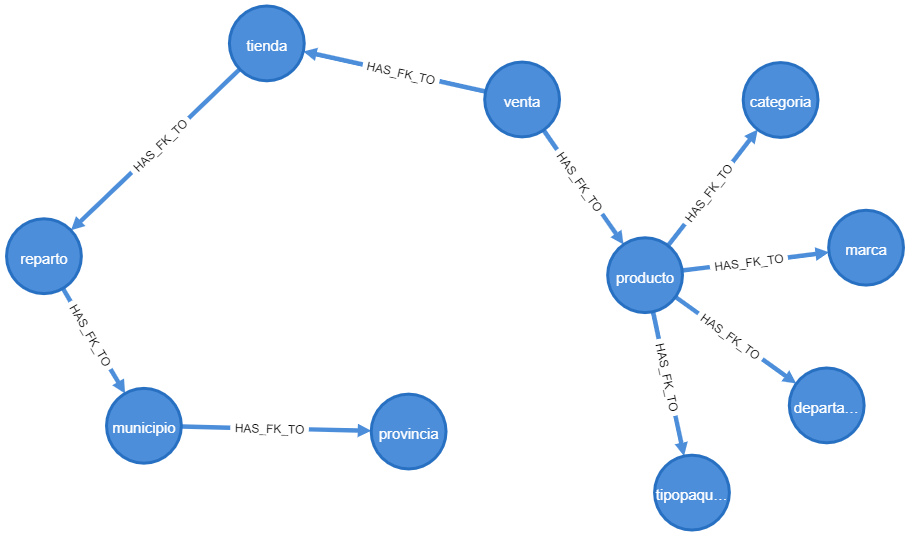 tienda
HAS_FK_TO
venta
categoria
HAS_FK_TO
HAS_FK_TO
HAS_FK_TO
reparto
producto
HAS_FK_TO
marca
HAS_FK_TO
HAS_FK_TO
HAS_FK_TO
departa...
municipio
HAS_FK_TO
provincia
tipopaqu...